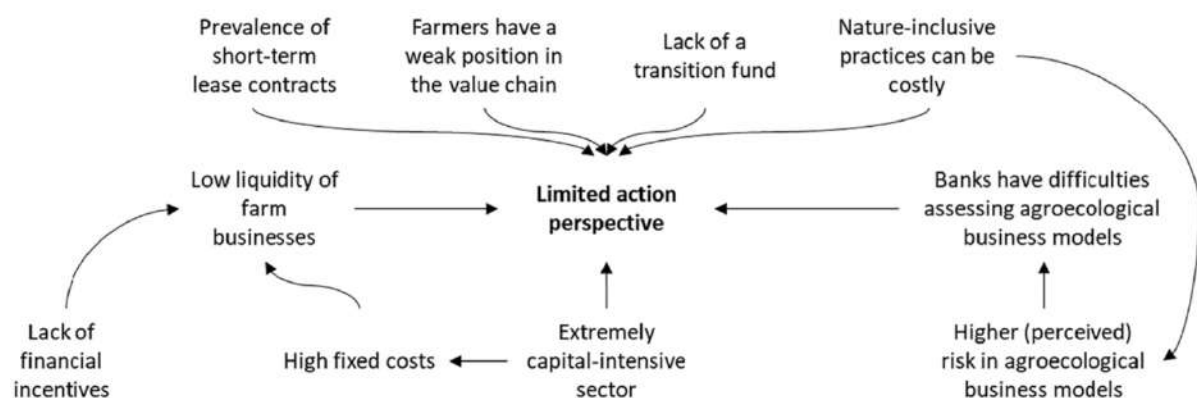 Prevalence of
short-term
lease contracts
Farmers have a
weak position in
the value chain
Lack of a
transition fund
Nature-inclusive
practices can be
costly
Low liquidity of
farm
businesses
Limited action
perspective
Banks have difficulties
assessing agroecological
business models
Lack of
financial
incentives
High fixed costs
Extremely
capital-intensive
sector
Higher (perceived)
risk in agroecological
business models